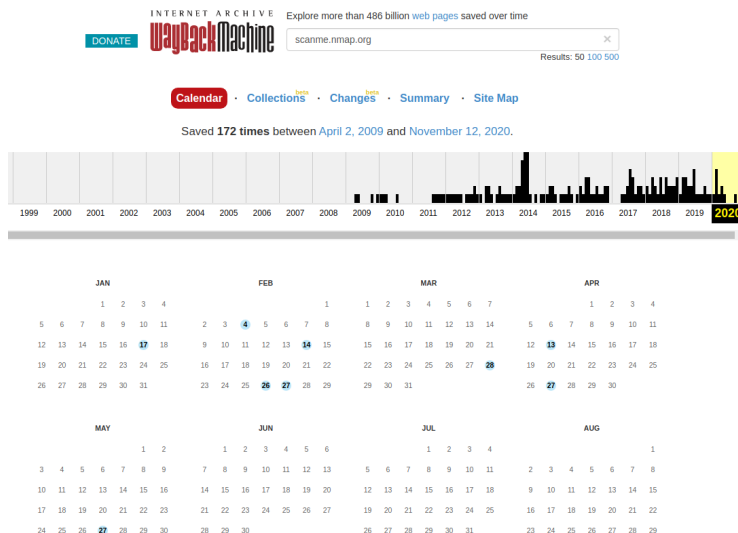 INTERNET ARCHIVE
Explore more than 486 billion web pages saved over time
DONATE
WayBackMachine
scanme.nmap.org ×
Results: 50 100 500
Calendar · Collections beta · Changes beta · Summary · Site Map
Saved 172 times between April 2, 2009 and November 12, 2020.
1999 2000 2001 2002 2003 2004 2005 2006 2007 2008 2009 2010 2011 2012 2013 2014 2015 2016 2017 2018 2019 2020
JAN FEB MAR APR
1 2 3 4 1 1 2 3 4 5 6 7 1 2 3 4
5 6 7 8 9 10 11 2 3 4 5 6 7 8 8 9 10 11 12 13 14 5 6 7 8 9 10 11
12 13 14 15 16 17 18 9 10 11 12 13 14 15 15 16 17 18 19 20 21 12 13 14 15 16 17 18
19 20 21 22 23 24 25 16 17 18 19 20 21 22 22 23 24 25 26 27 28 19 20 21 22 23 24 25
26 27 28 29 30 31 23 24 25 26 27 28 29 29 30 31 26 27 28 29 30
MAY JUN JUL AUG
1 2 1 2 3 4 5 6 1 2 3 4 1
3 4 5 6 7 8 9 7 8 9 10 11 12 13 5 6 7 8 9 10 11 2 3 4 5 6 7 8
10 11 12 13 14 15 16 14 15 16 17 18 19 20 12 13 14 15 16 17 18 9 10 11 12 13 14 15
17 18 19 20 21 22 23 21 22 23 24 25 26 27 19 20 21 22 23 24 25 16 17 18 19 20 21 22
24 25 26 27 28 29 30 28 29 30 26 27 28 29 30 31 23 24 25 26 27 28 29